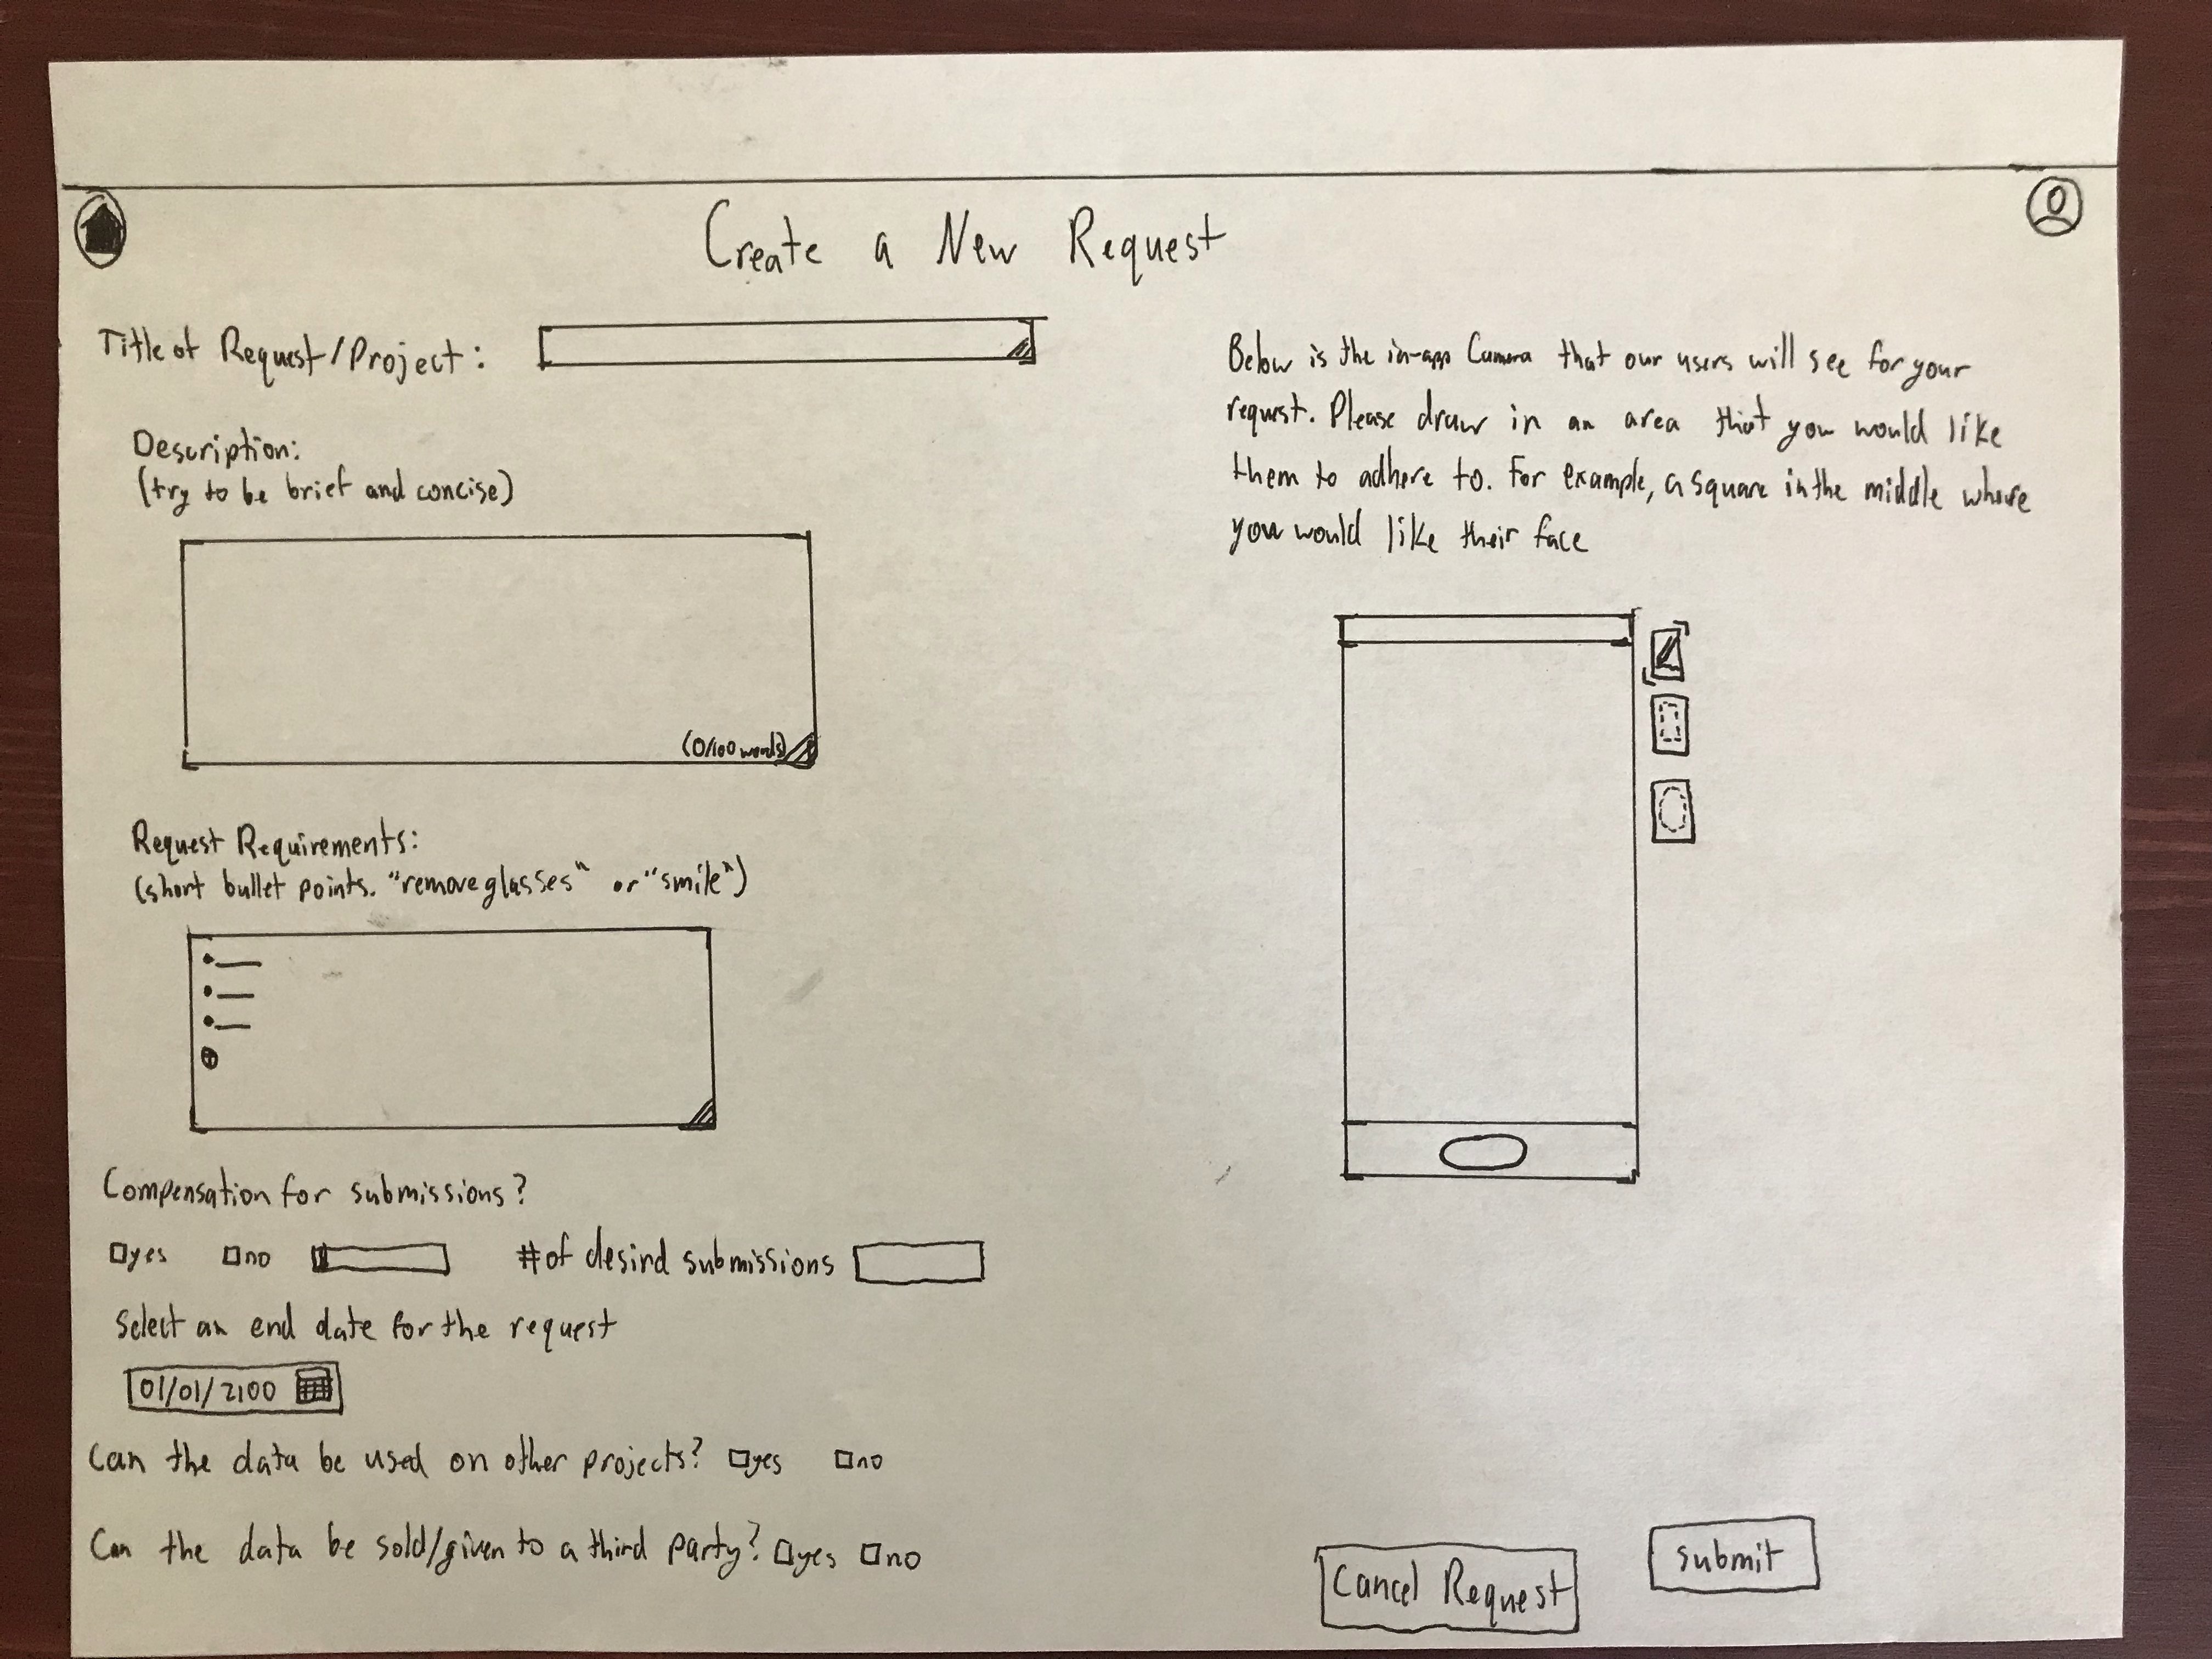 Create a New Request
Title of Request/Project:
Description:
(try to be brief and concise)
(0/100 words)
Request Requirements:
(short bullet points. "remove glasses" or "smile")
Compensation for submissions?
yes no # of desird submissions
Select an end date for the request
01/01/2100
Can the data be used on other projects? yes no
Can the data be sold/given to a third party? yes no
Below is the in-app Camera that our users will see for your
request. Please draw in an area that you would like
them to adhere to. For example, a square in the middle where
you would like their face
Cancel Request
submit